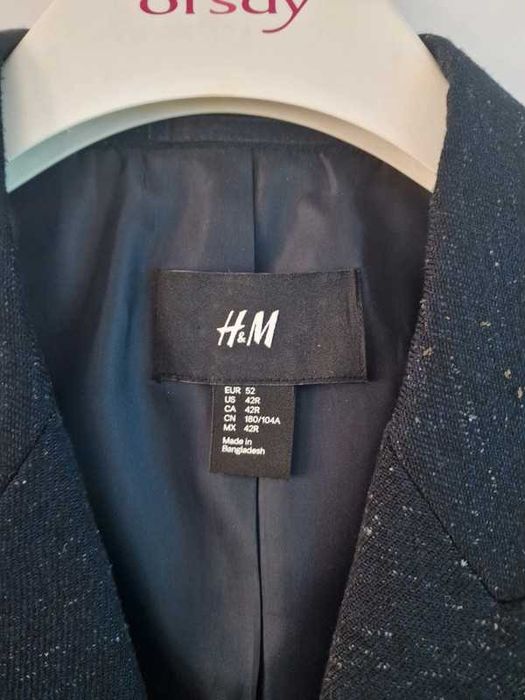 orsay
H&M
EUR 52
US 42R
CA 42R
CN 180/104A
MX 42R
Made in
Bangladesh